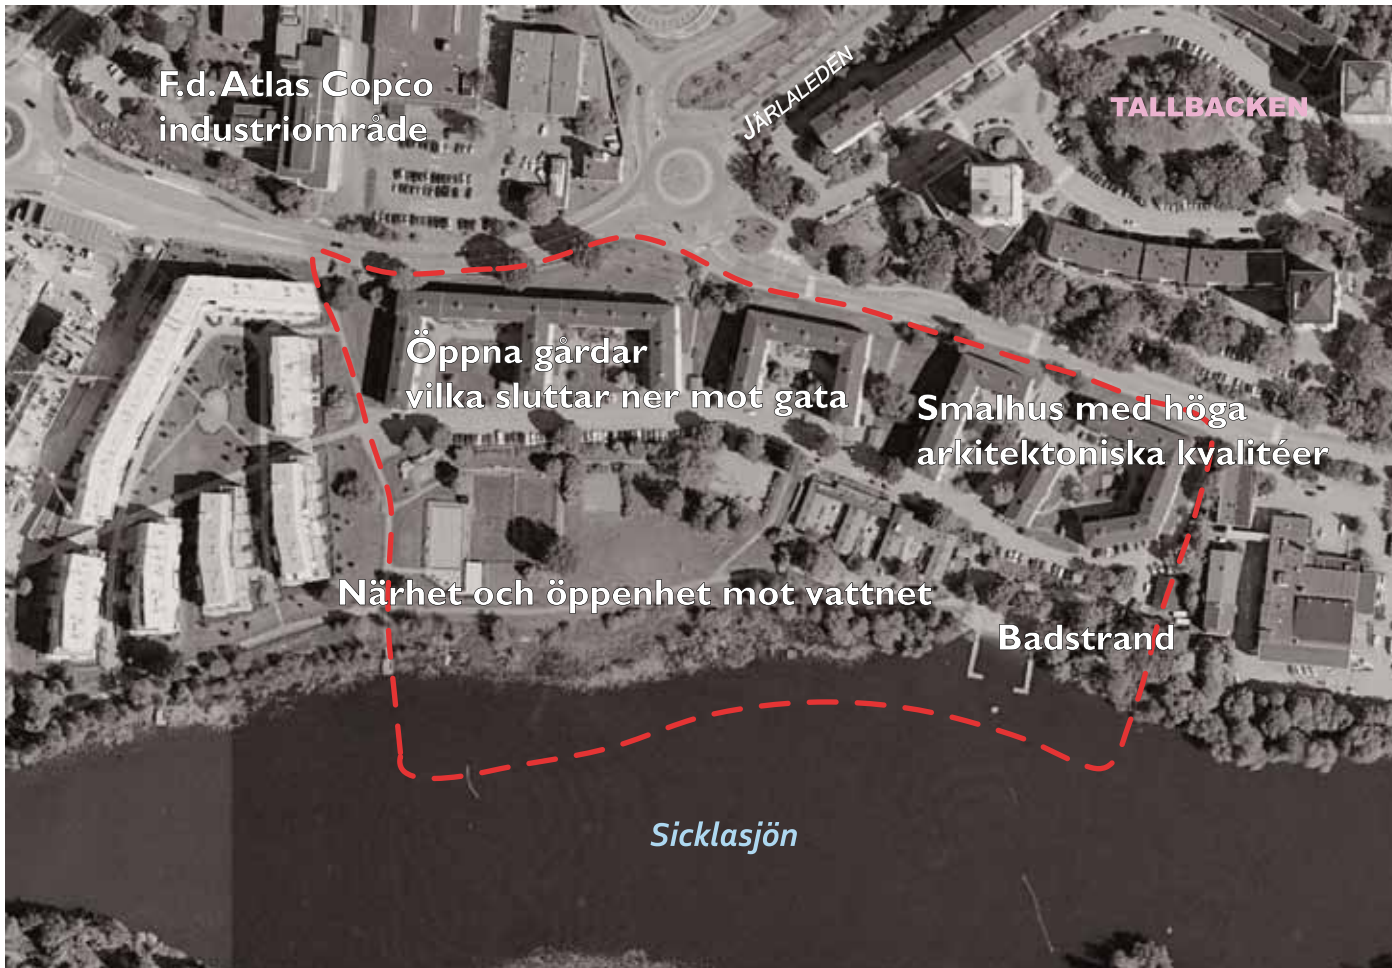 F.d. Atlas Copco
industriområde
JÄRLALEDEN
TALLBACKEN
Öppna gårdar
vilka sluttar ner mot gata
Smalhus med höga
arkitektoniska kvalitéer
Närhet och öppenhet mot vattnet
Badstrand
Sicklasjön